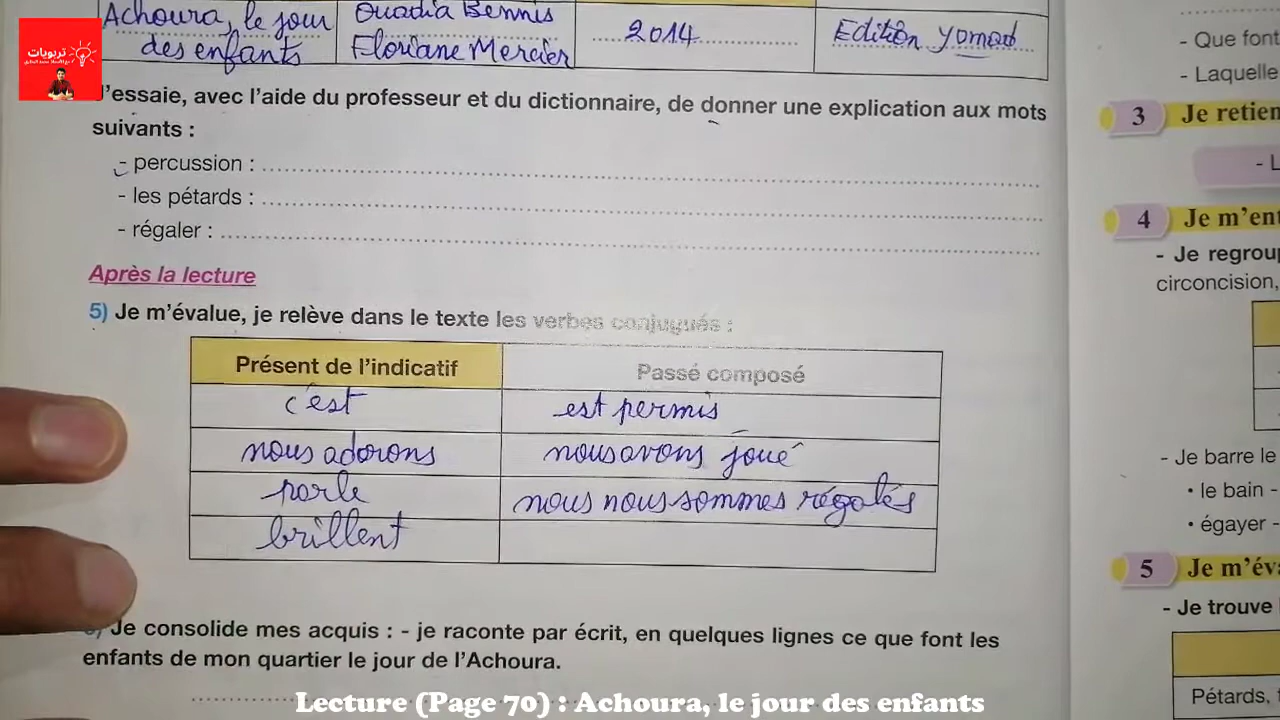 Achoura, le jour
des enfants
Ouadia Bennis
Floriane Mercier
2014
Edition yomad
تربويات
J'essaie, avec l'aide du professeur et du dictionnaire, de donner une explication aux mots
suivants :
- percussion :
- les pétards :
- régaler :
Après la lecture
5) Je m'évalue, je relève dans le texte les verbes conjugués :
Présent de l'indicatif
Passé composé
c'est
est permis
nous adorons
nous avons joué
parle
nous nous sommes régalés
brillent
6) Je consolide mes acquis : - je raconte par écrit, en quelques lignes ce que font les
enfants de mon quartier le jour de l'Achoura.
- Que font
- Laquelle
3 Je retien
- L
4 Je m'ent
- Je regroup
circoncision,
- Je barre le
• le bain -
• égayer -
5 Je m'éva
- Je trouve
Pétards,
Lecture (Page 70) : Achoura, le jour des enfants